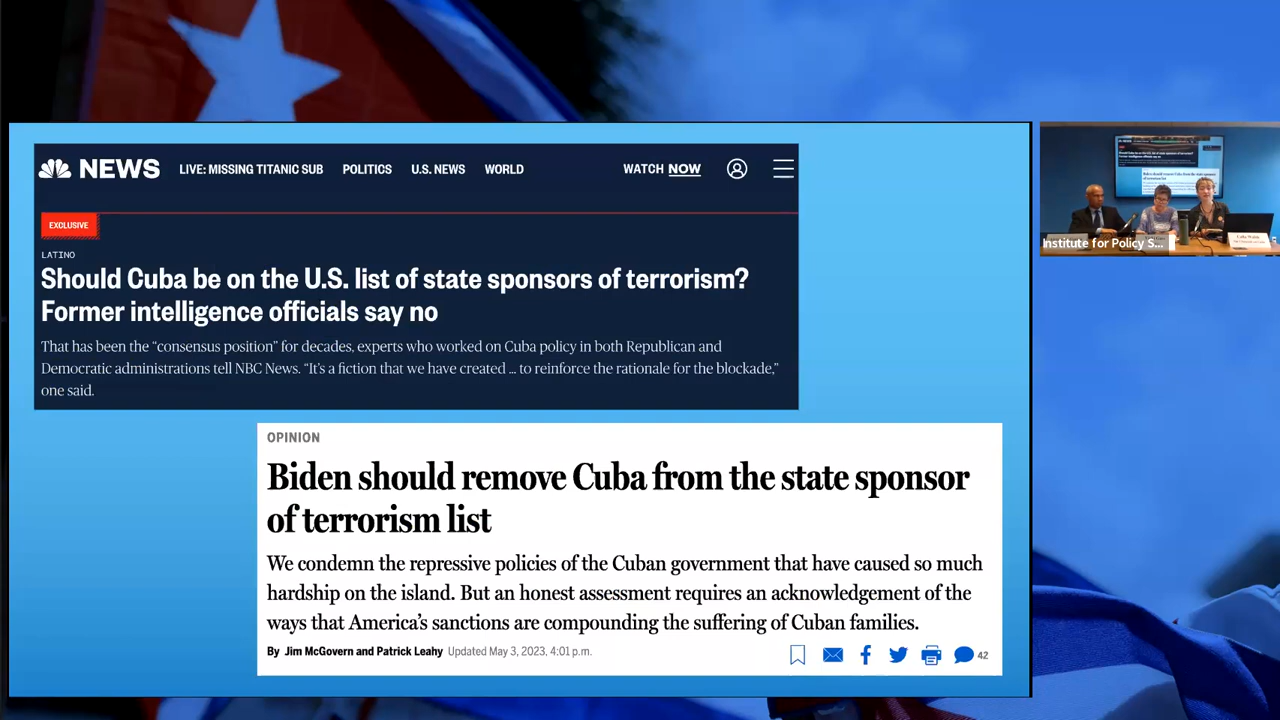 NEWS LIVE: MISSING TITANIC SUB POLITICS U.S. NEWS WORLD WATCH NOW
EXCLUSIVE
LATINO
Should Cuba be on the U.S. list of state sponsors of terrorism?
Former intelligence officials say no
That has been the “consensus position” for decades, experts who worked on Cuba policy in both Republican and
Democratic administrations tell NBC News. “It’s a fiction that we have created ... to reinforce the rationale for the blockade,”
one said.
OPINION
Biden should remove Cuba from the state sponsor
of terrorism list
We condemn the repressive policies of the Cuban government that have caused so much
hardship on the island. But an honest assessment requires an acknowledgement of the
ways that America’s sanctions are compounding the suffering of Cuban families.
By Jim McGovern and Patrick Leahy Updated May 3, 2023, 4:01 p.m.
42
Institute for Policy S...